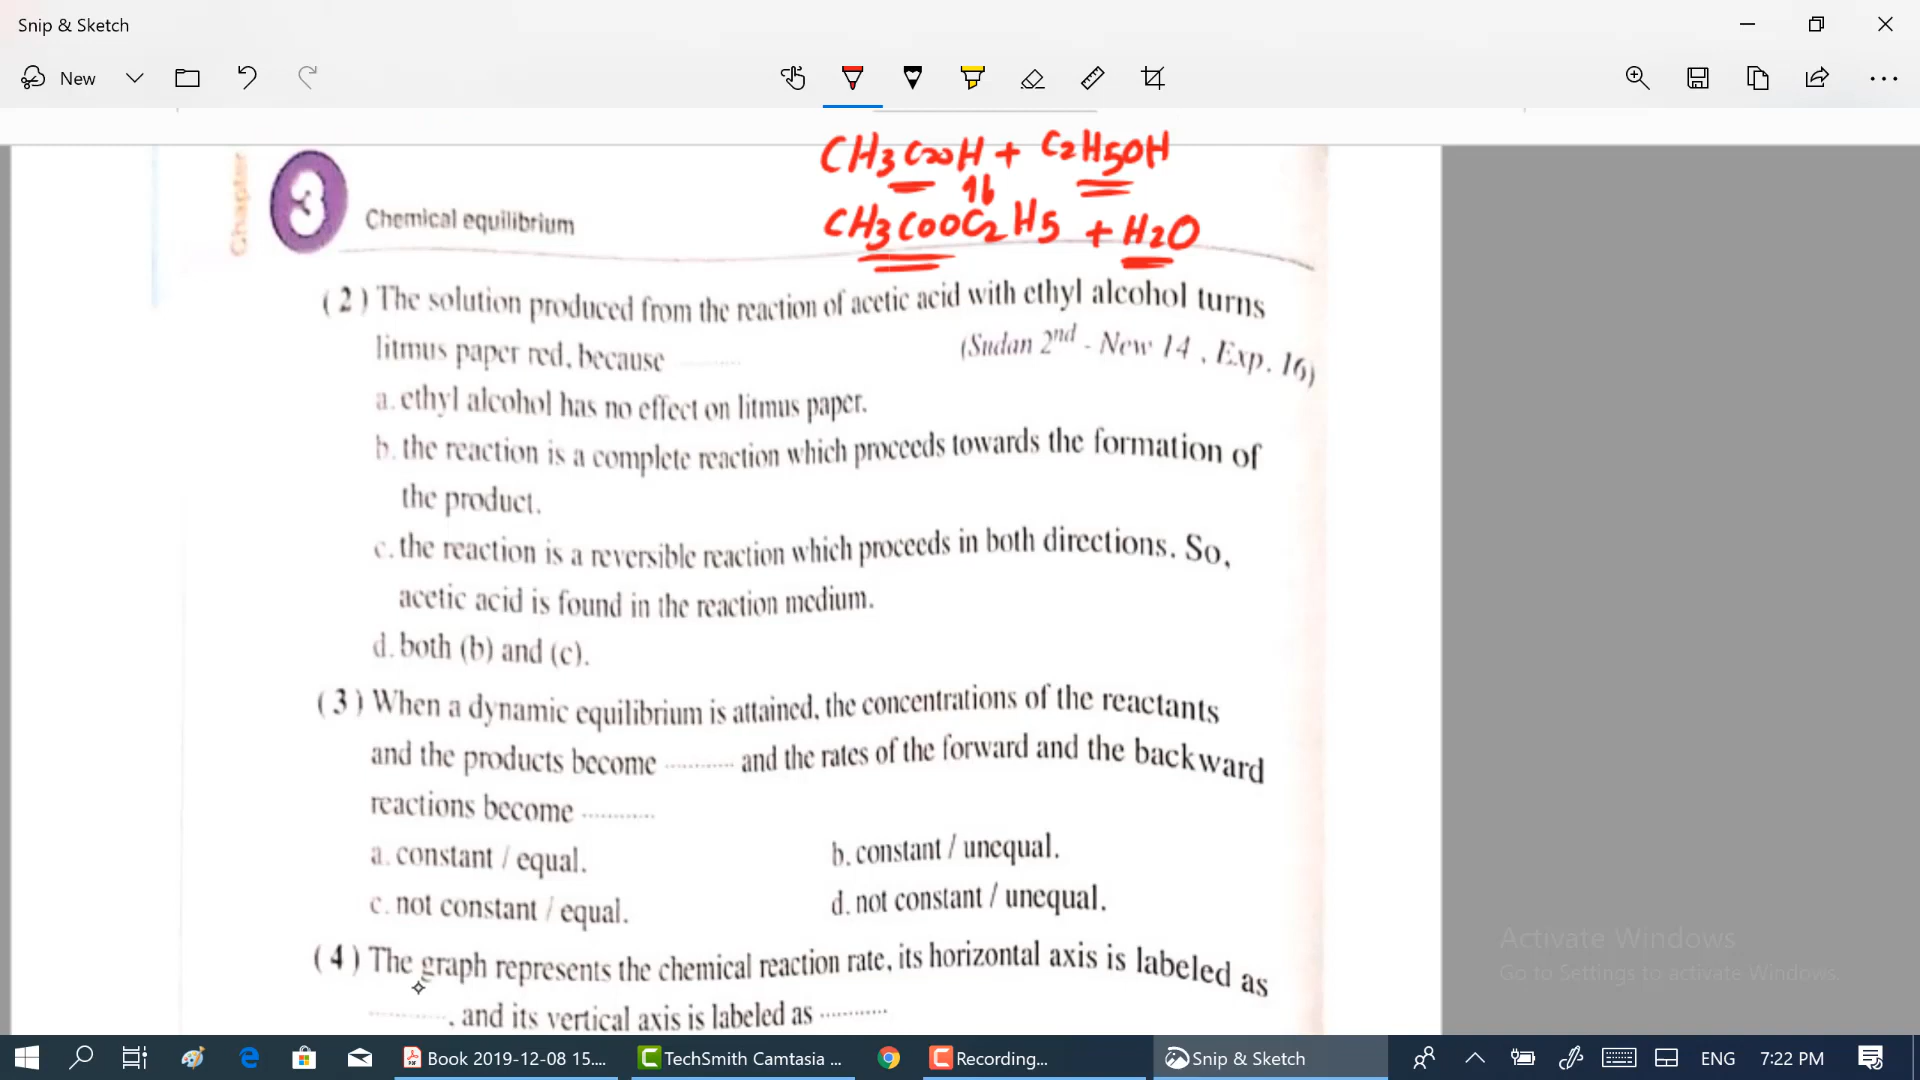 Snip & Sketch
New
CH3COOH + C2H5OH
CH3COOC2H5 + H2O
Chapter
3
Chemical equilibrium
( 2 ) The solution produced from the reaction of acetic acid with ethyl alcohol turns
litmus paper red, because ..........
(Sudan 2nd - New 14 , Exp. 16)
a. ethyl alcohol has no effect on litmus paper.
b. the reaction is a complete reaction which proceeds towards the formation of
the product.
c. the reaction is a reversible reaction which proceeds in both directions. So,
acetic acid is found in the reaction medium.
d. both (b) and (c).
( 3 ) When a dynamic equilibrium is attained, the concentrations of the reactants
and the products become ........... and the rates of the forward and the backward
reactions become ............
a. constant / equal.
b. constant / unequal.
c. not constant / equal.
d. not constant / unequal.
( 4 ) The graph represents the chemical reaction rate, its horizontal axis is labeled as
............ , and its vertical axis is labeled as ...........
Activate Windows
Go to Settings to activate Windows.
Book 2019-12-08 15....
TechSmith Camtasia ...
Recording...
Snip & Sketch
ENG
7:22 PM